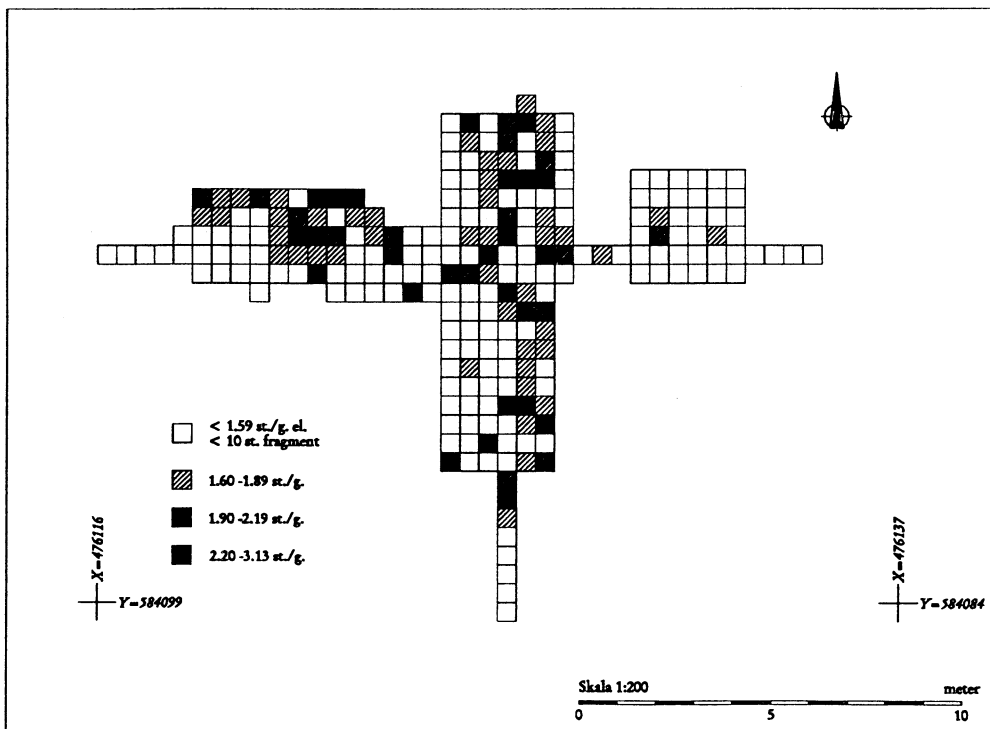 < 1.59 st./g. el.
< 10 st. fragment
1.60 -1.89 st./g.
1.90 -2.19 st./g.
2.20 -3.13 st./g.
X=476116
Y=584099
X=476137
Y=584084
Skala 1:200 meter
0 5 10